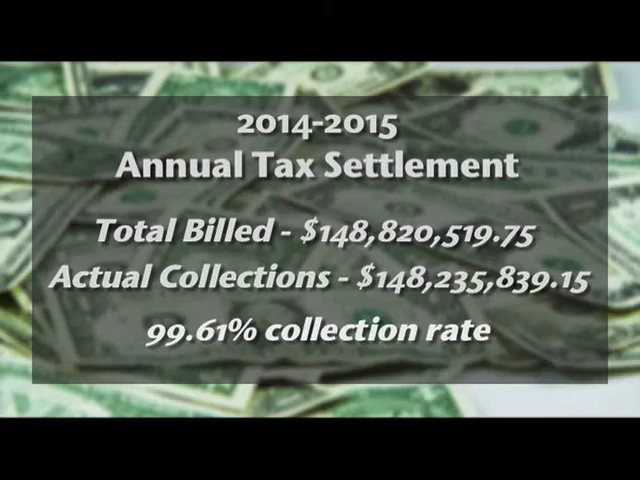 2014-2015
Annual Tax Settlement
Total Billed - $148,820,519.75
Actual Collections - $148,235,839.15
99.61% collection rate